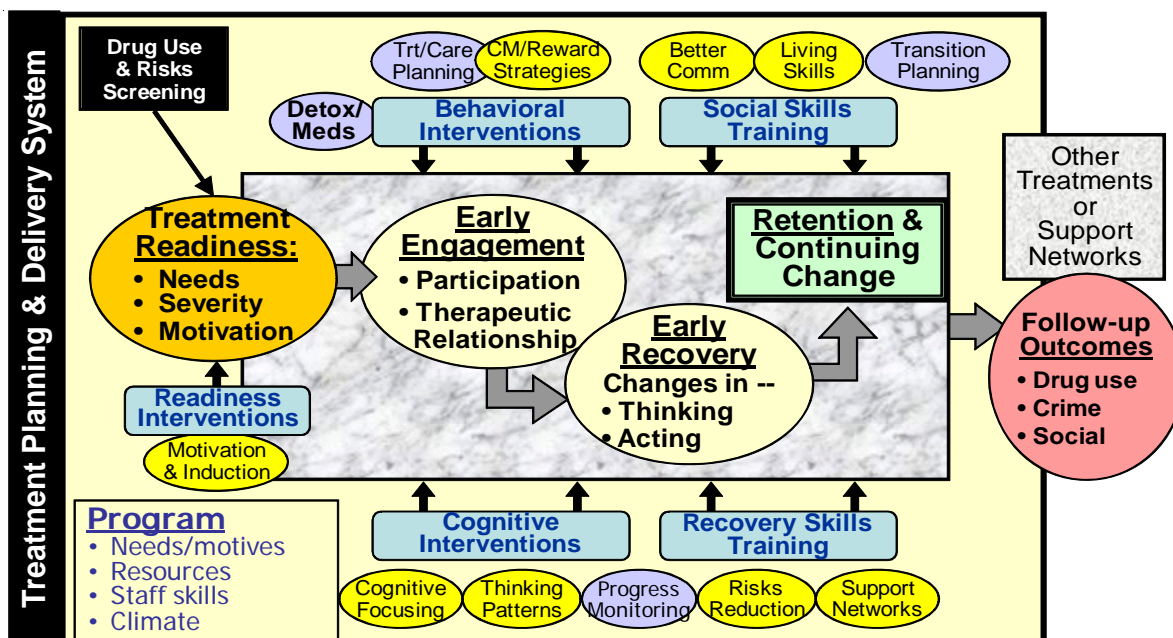 Treatment Planning & Delivery System
Drug Use
& Risks
Screening
Trt/Care
Planning
CM/Reward
Strategies
Better
Comm
Living
Skills
Transition
Planning
Detox/
Meds
Behavioral
Interventions
Social Skills
Training
Other
Treatments
or
Support
Networks
Treatment
Readiness:
• Needs
• Severity
• Motivation
Early
Engagement
• Participation
• Therapeutic
Relationship
Early
Recovery
Changes in --
• Thinking
• Acting
Retention &
Continuing
Change
Follow-up
Outcomes
• Drug use
• Crime
• Social
Readiness
Interventions
Motivation
& Induction
Program
• Needs/motives
• Resources
• Staff skills
• Climate
Cognitive
Interventions
Recovery Skills
Training
Cognitive
Focusing
Thinking
Patterns
Progress
Monitoring
Risks
Reduction
Support
Networks